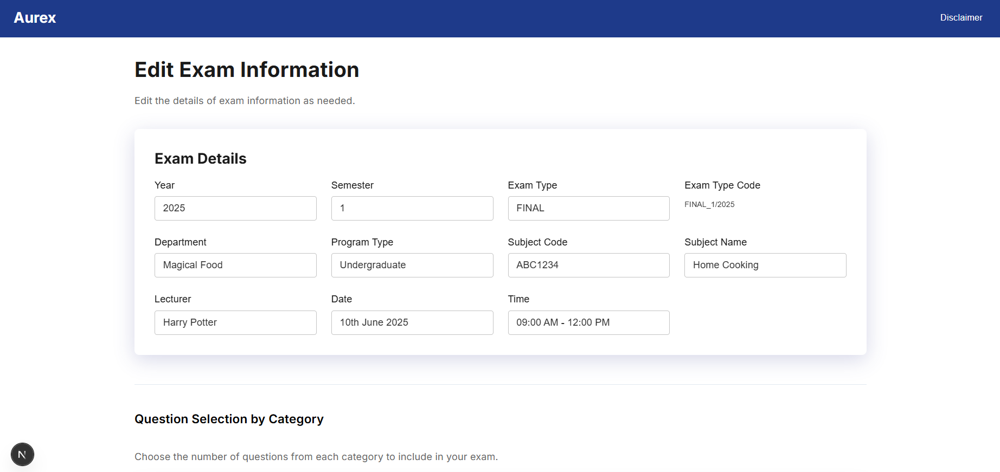 Aurex
Disclaimer
Edit Exam Information
Edit the details of exam information as needed.
Exam Details
Year
Semester
Exam Type
Exam Type Code
2025
1
FINAL
FINAL_1/2025
Department
Program Type
Subject Code
Subject Name
Magical Food
Undergraduate
ABC1234
Home Cooking
Lecturer
Date
Time
Harry Potter
10th June 2025
09:00 AM - 12:00 PM
Question Selection by Category
N
Choose the number of questions from each category to include in your exam.